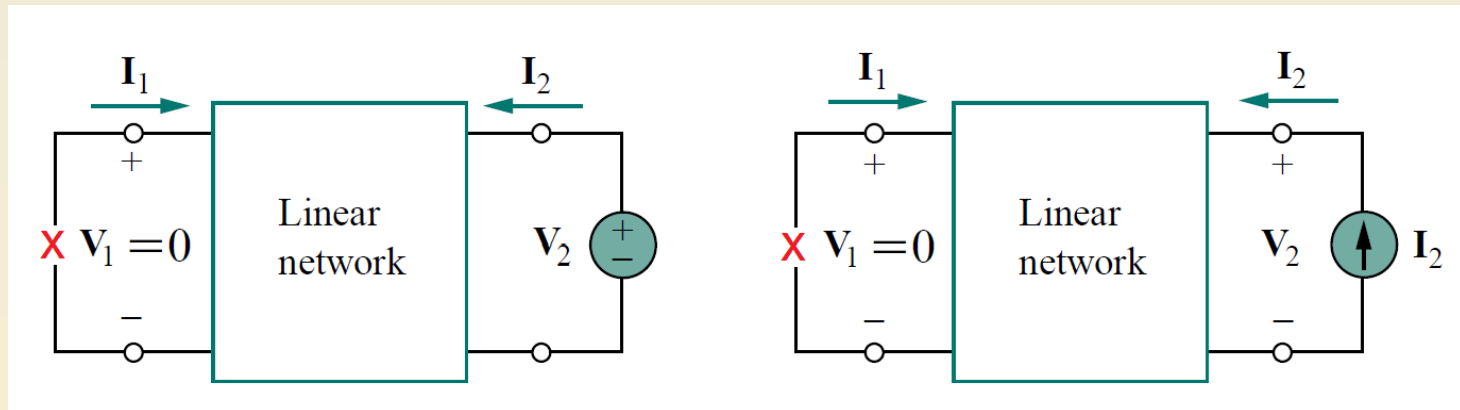 I₁ I₂
+
X V₁ =0
Linear
network
V₂ + −
−
I₁ I₂
+ +
X V₁ =0
Linear
network
V₂ I₂
− −